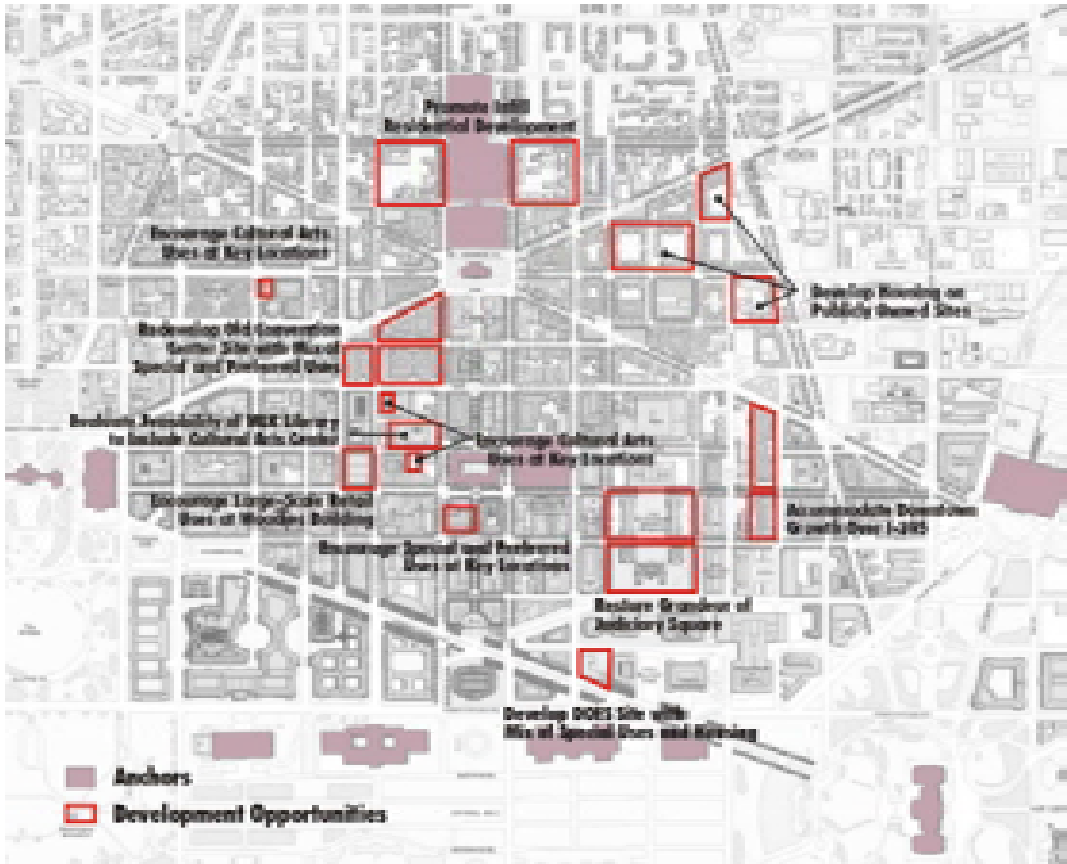 Promote Infill
Residential Development
Encourage Cultural Arts
Uses at Key Locations
Develop Housing on
Publicly Owned Sites
Redevelop Old Convention
Center Site with Mix of
Special and Preferred Uses
Evaluate Feasibility of MLK Library
to Include Cultural Arts Center
Encourage Cultural Arts
Uses at Key Locations
Encourage Large-Scale Retail
Uses at Woodies Building
Accommodate Downtown
Growth Over I-395
Encourage Special and Preferred
Uses at Key Locations
Restore Grandeur of
Judiciary Square
Develop DOES Site with
Mix of Special Uses and Housing
Anchors
Development Opportunities